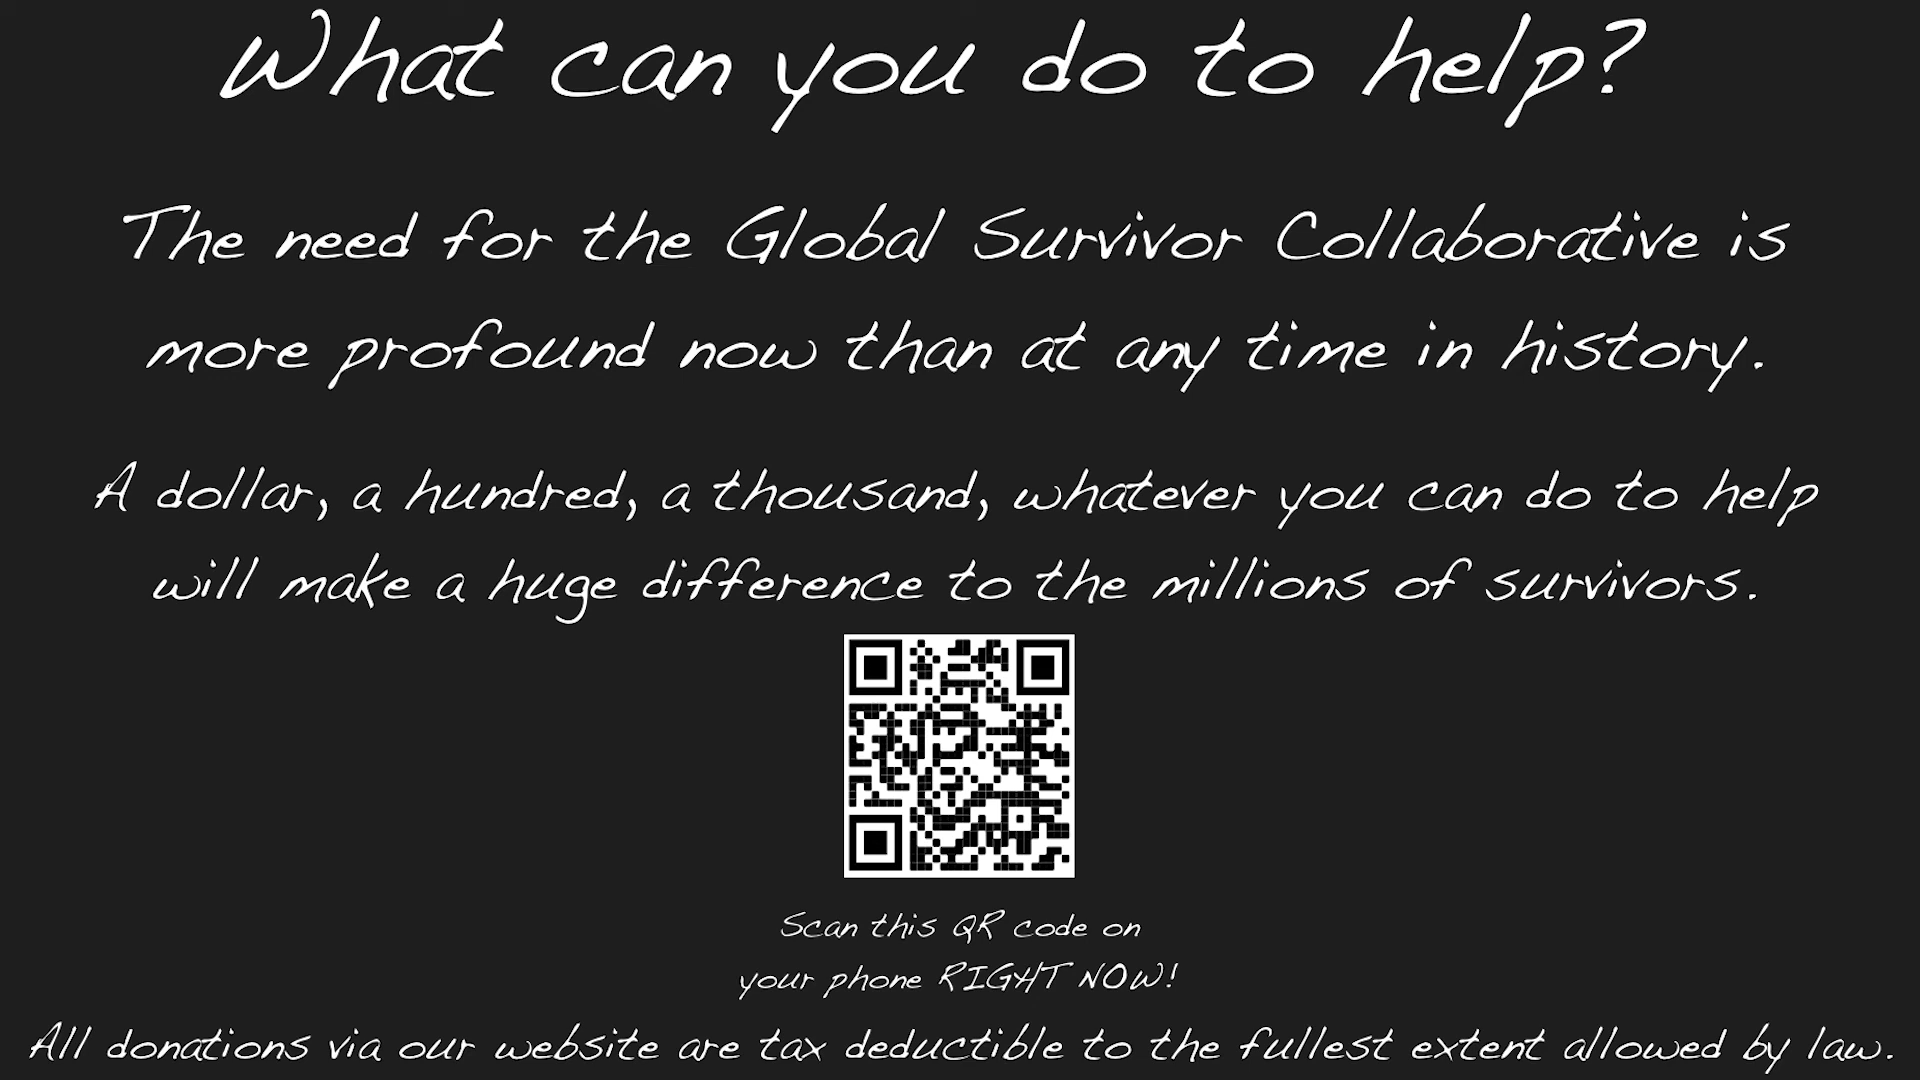 What can you do to help?
The need for the Global Survivor Collaborative is
more profound now than at any time in history.
A dollar, a hundred, a thousand, whatever you can do to help
will make a huge difference to the millions of survivors.
Scan this QR code on
your phone RIGHT NOW!
All donations via our website are tax deductible to the fullest extent allowed by law.